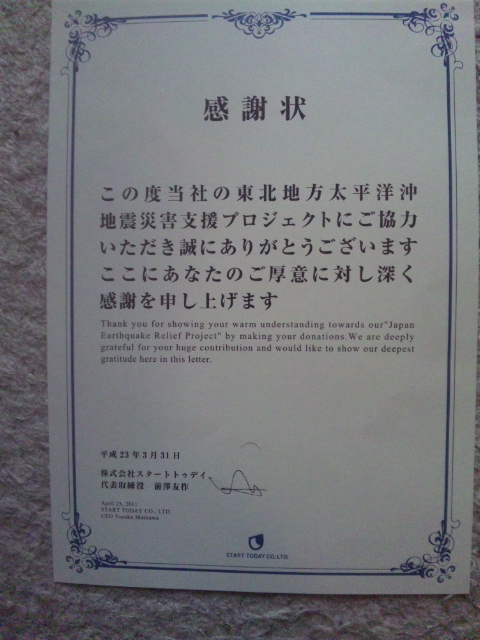 感謝状
この度当社の東北地方太平洋沖
地震災害支援プロジェクトにご協力
いただき誠にありがとうございます
ここにあなたのご厚意に対し深く
感謝を申し上げます
Thank you for showing your warm understanding towards our"Japan
Earthquake Relief Project" by making your donations.We are deeply
grateful for your huge contribution and would like to show our deepest
gratitude here in this letter.
平成23年3月31日
株式会社スタートトゥデイ
代表取締役 前澤友作
April 25, 2011
START TODAY CO., LTD.
CEO Yusaku Maezawa
START TODAY CO.,LTD.